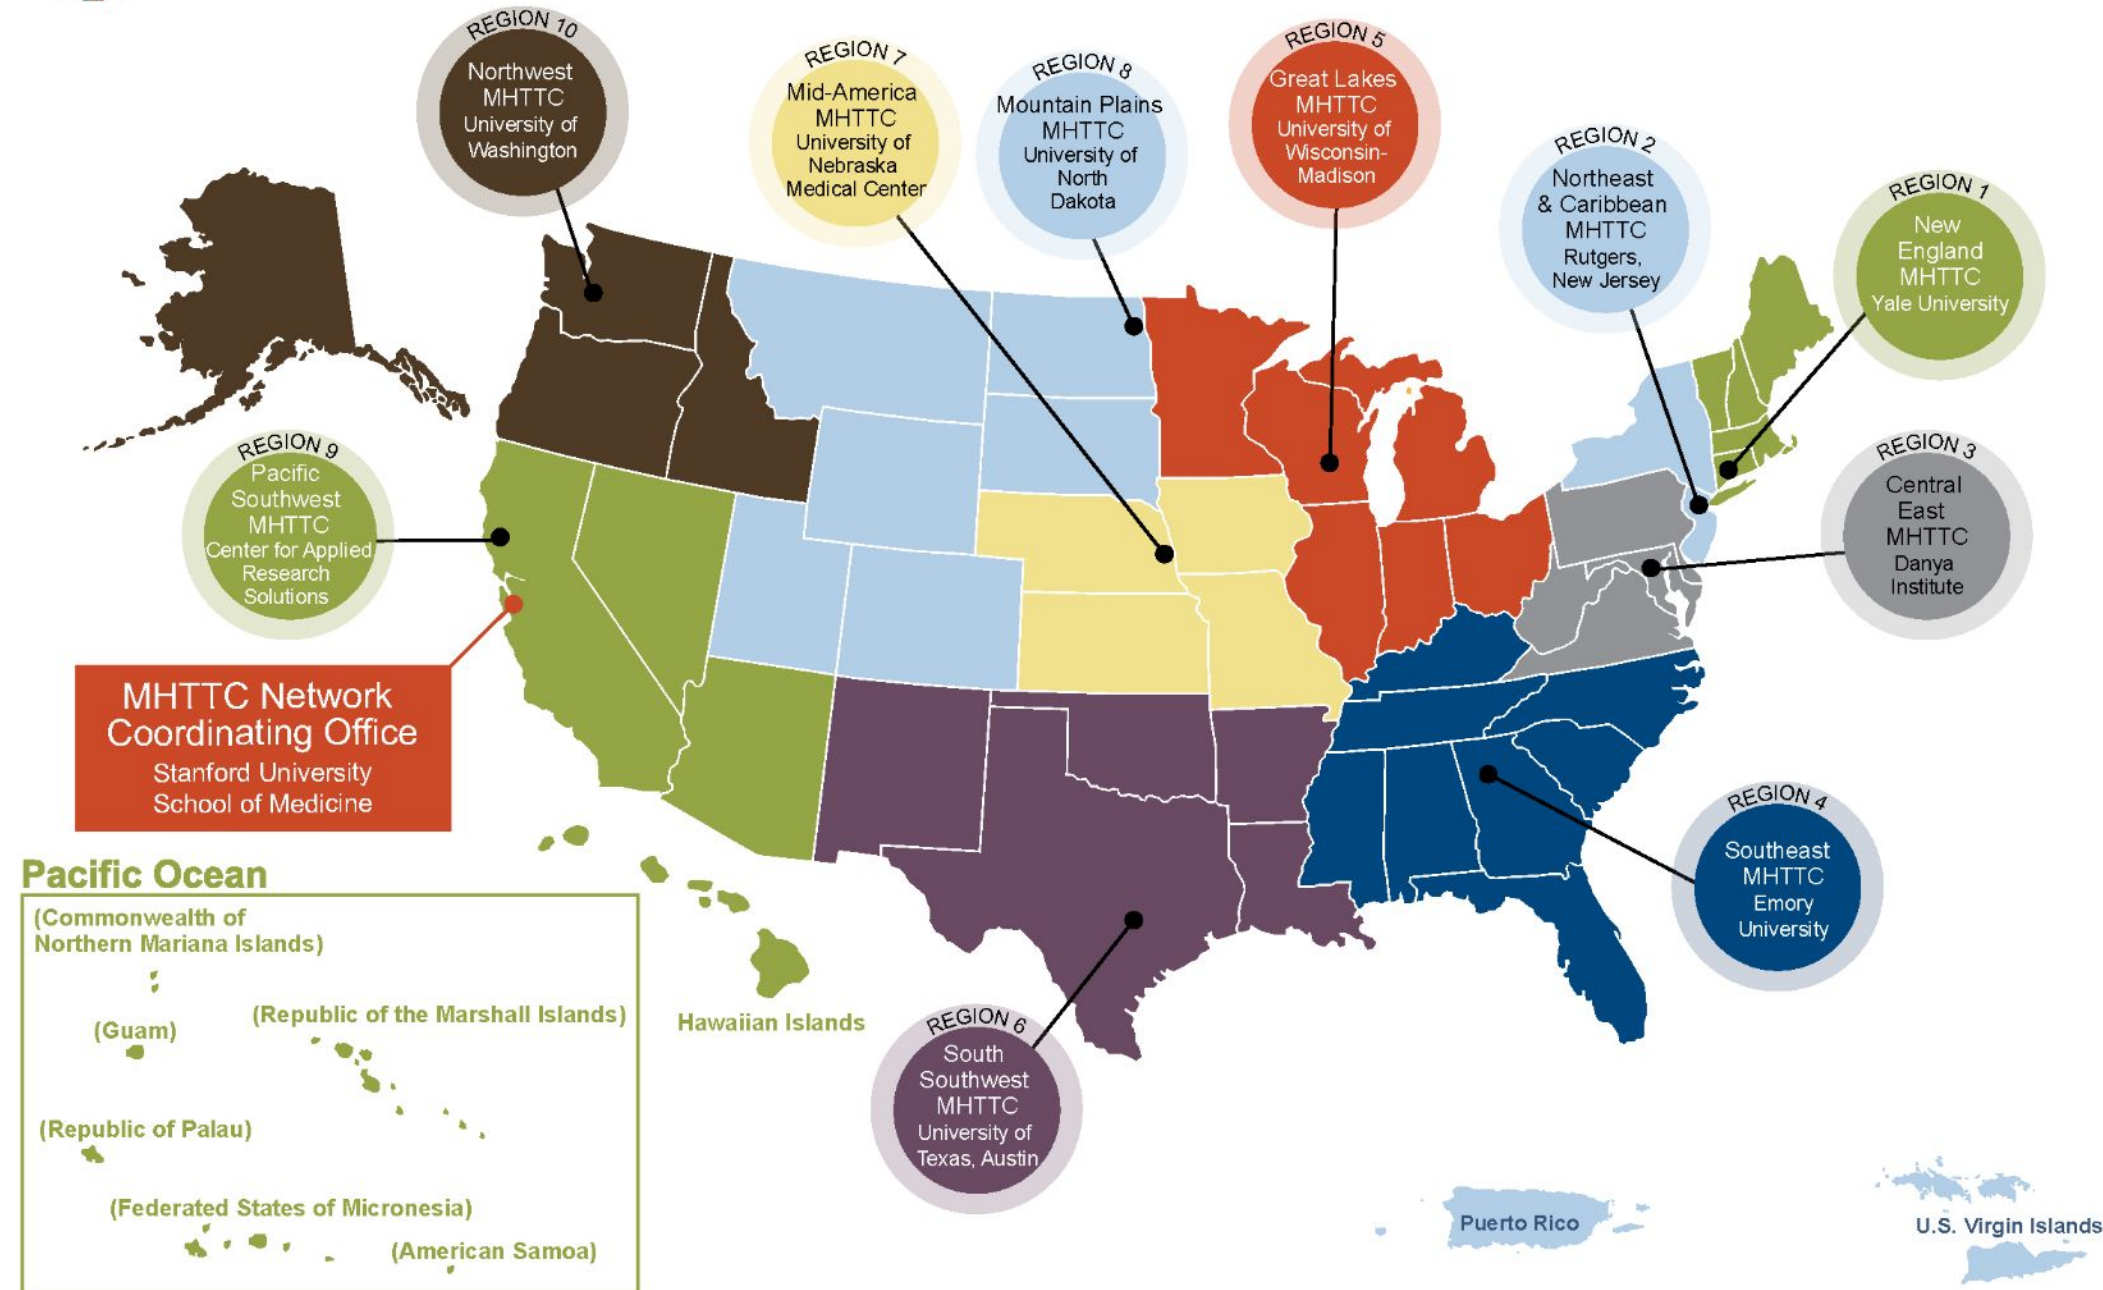 REGION 10
Northwest
MHTTC
University of
Washington
REGION 7
Mid-America
MHTTC
University of
Nebraska
Medical Center
REGION 8
Mountain Plains
MHTTC
University of
North
Dakota
REGION 5
Great Lakes
MHTTC
University of
Wisconsin-
Madison
REGION 2
Northeast
& Caribbean
MHTTC
Rutgers,
New Jersey
REGION 1
New
England
MHTTC
Yale University
REGION 9
Pacific
Southwest
MHTTC
Center for Applied
Research
Solutions
REGION 3
Central
East
MHTTC
Danya
Institute
MHTTC Network
Coordinating Office
Stanford University
School of Medicine
REGION 4
Southeast
MHTTC
Emory
University
Pacific Ocean
(Commonwealth of
Northern Mariana Islands)
(Guam)
(Republic of the Marshall Islands)
(Republic of Palau)
(Federated States of Micronesia)
(American Samoa)
Hawaiian Islands
REGION 6
South
Southwest
MHTTC
University of
Texas, Austin
Puerto Rico
U.S. Virgin Islands